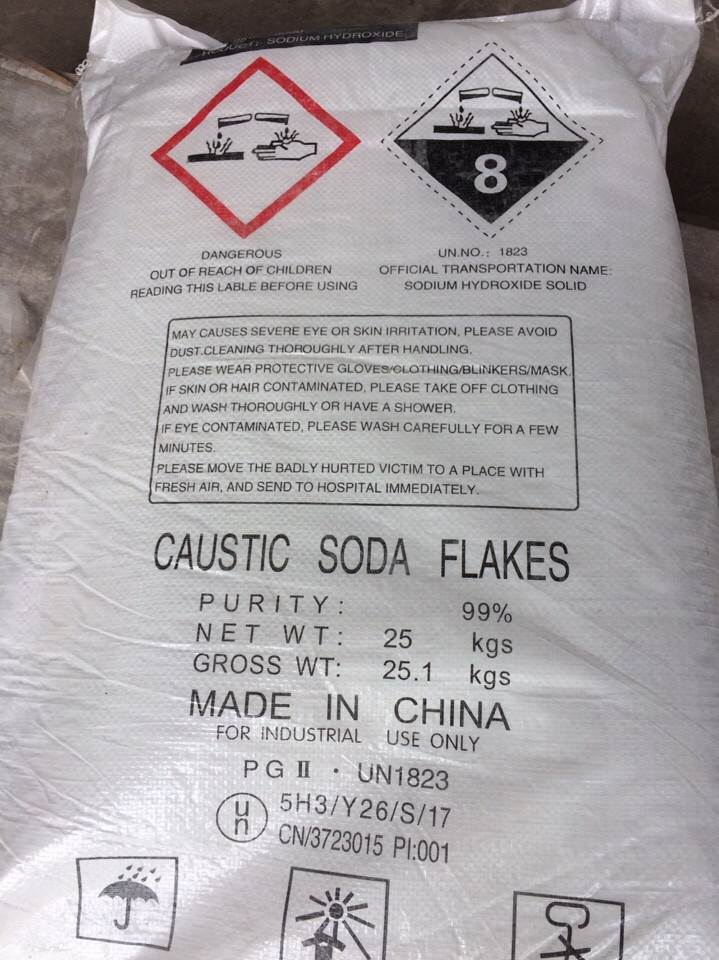 SODIUM HYDROXIDE
8
DANGEROUS
OUT OF REACH OF CHILDREN
READING THIS LABLE BEFORE USING
UN.NO.: 1823
OFFICIAL TRANSPORTATION NAME:
SODIUM HYDROXIDE SOLID
MAY CAUSES SEVERE EYE OR SKIN IRRITATION, PLEASE AVOID
DUST.CLEANING THOROUGHLY AFTER HANDLING.
PLEASE WEAR PROTECTIVE GLOVES/CLOTHING/BLINKERS/MASK.
IF SKIN OR HAIR CONTAMINATED, PLEASE TAKE OFF CLOTHING
AND WASH THOROUGHLY OR HAVE A SHOWER.
IF EYE CONTAMINATED, PLEASE WASH CAREFULLY FOR A FEW
MINUTES.
PLEASE MOVE THE BADLY HURTED VICTIM TO A PLACE WITH
FRESH AIR, AND SEND TO HOSPITAL IMMEDIATELY.
CAUSTIC SODA FLAKES
PURITY: 99%
NET WT: 25 kgs
GROSS WT: 25.1 kgs
MADE IN CHINA
FOR INDUSTRIAL USE ONLY
PG II · UN1823
un 5H3/Y26/S/17
CN/3723015 PI:001